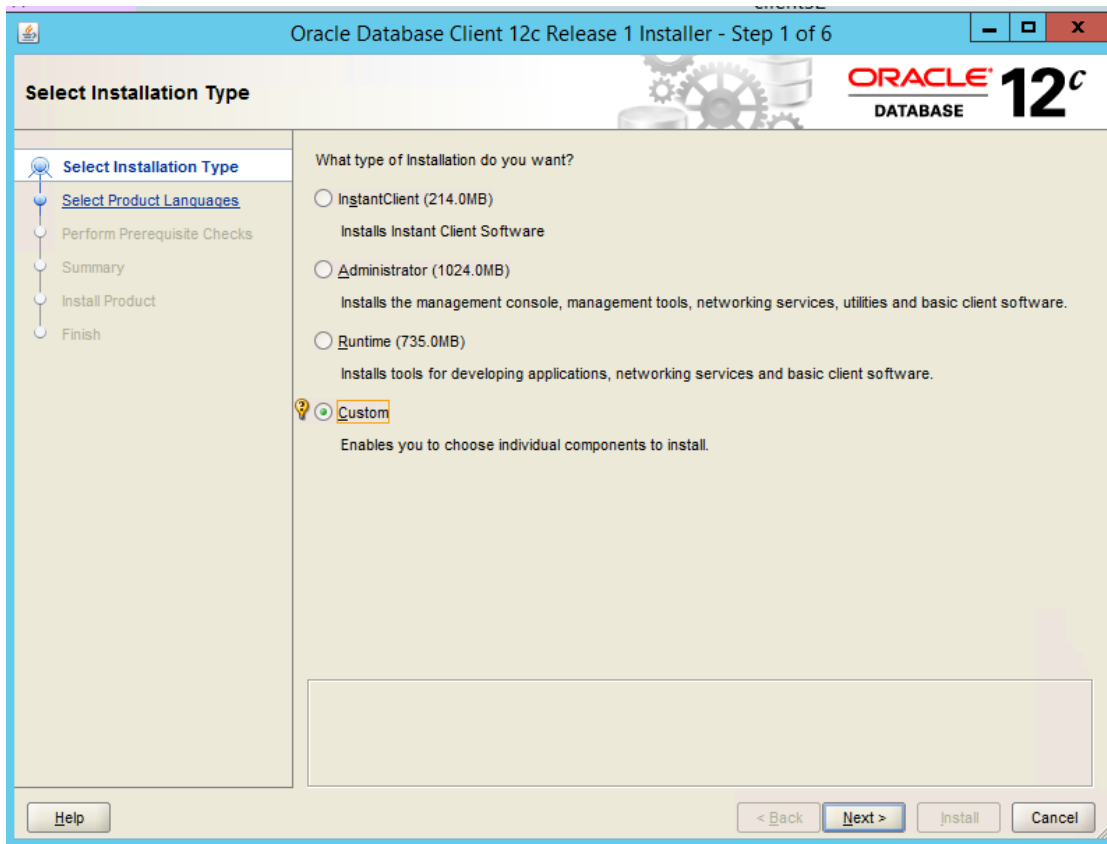 Oracle Database Client 12c Release 1 Installer - Step 1 of 6
Select Installation Type
ORACLE DATABASE 12c
Select Installation Type
Select Product Languages
Perform Prerequisite Checks
Summary
Install Product
Finish
What type of Installation do you want?
InstantClient (214.0MB)
Installs Instant Client Software
Administrator (1024.0MB)
Installs the management console, management tools, networking services, utilities and basic client software.
Runtime (735.0MB)
Installs tools for developing applications, networking services and basic client software.
Custom
Enables you to choose individual components to install.
Help
< Back
Next >
Install
Cancel